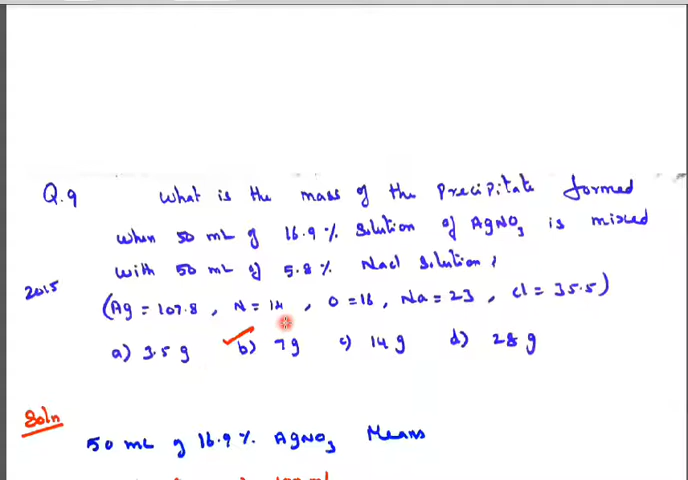 Q.9 What is the mass of the precipitate formed
when 50 mL of 16.9 % Solution of AgNO3 is mixed
with 50 mL of 5.8 % Nacl Solution ?
2015
(Ag = 107.8 , N = 14 , O = 16 , Na = 23 , cl = 35.5)
a) 3.5 g b) 7g c) 14 g d) 28 g
Soln
50 mL of 16.9 %. AgNO3 Means